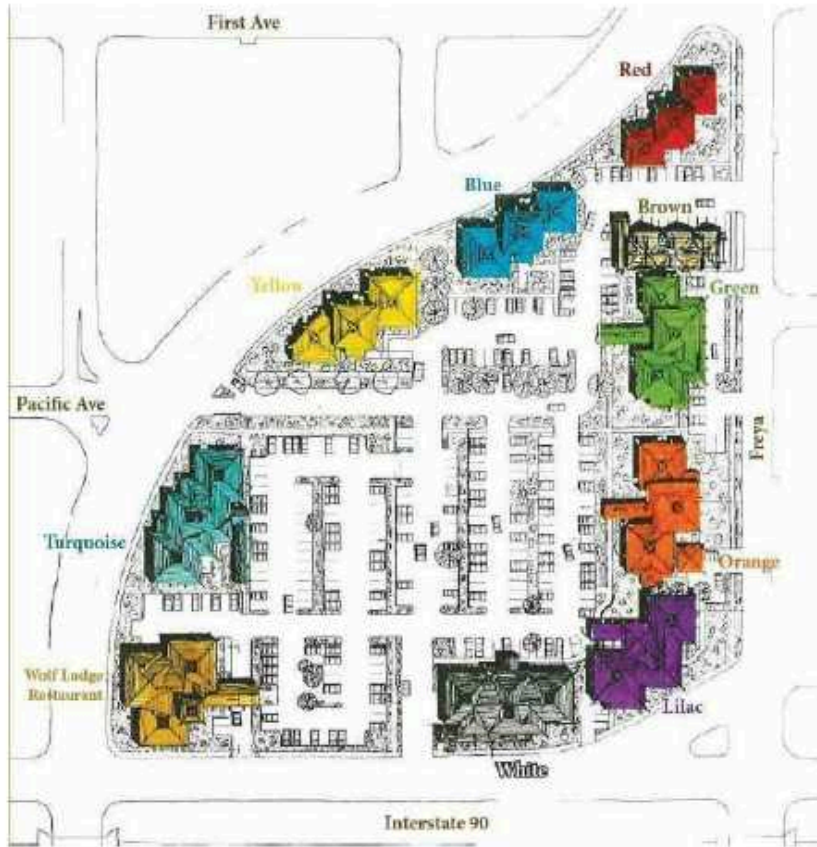 First Ave
Red
Blue
Brown
Yellow
Green
Pacific Ave
Freya
Turquoise
Orange
Wolf Lodge
Restaurant
Lilac
White
Interstate 90